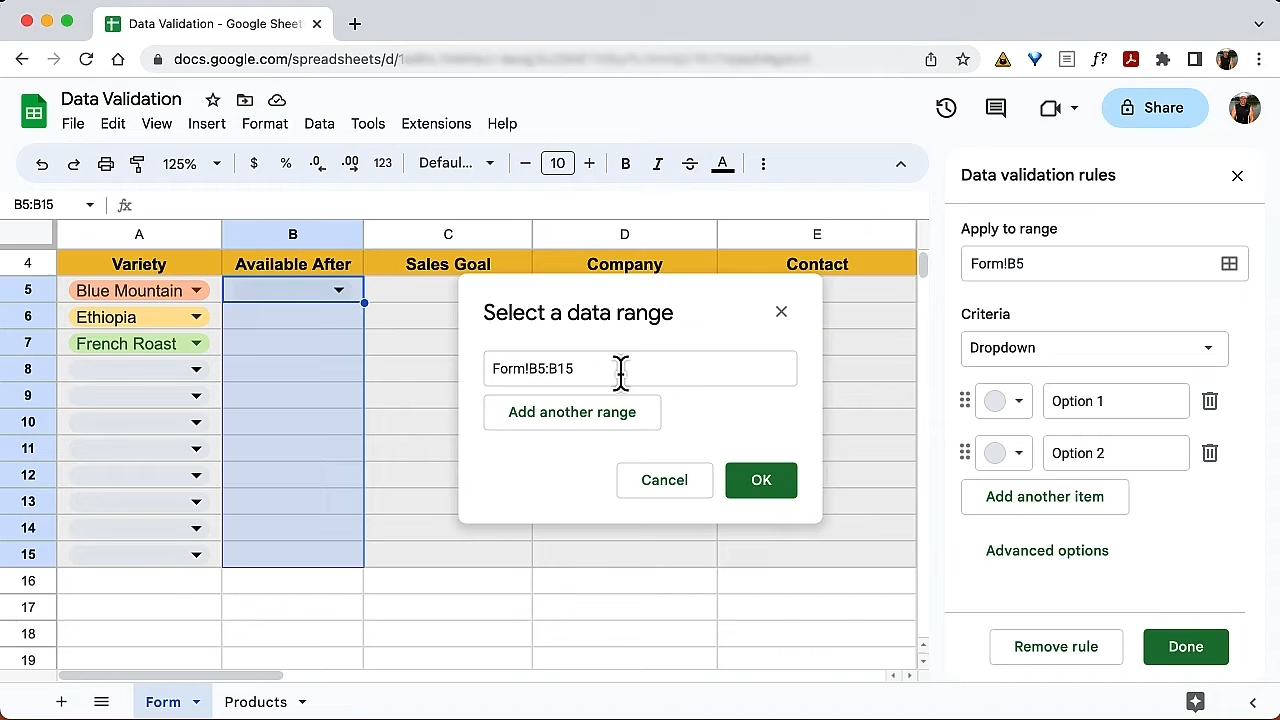 Data Validation - Google Sheet
docs.google.com/spreadsheets/d/1
Data Validation
File Edit View Insert Format Data Tools Extensions Help
Share
125% $ % .0 .00 123 Defaul... − 10 + B I S A
B5:B15 fx
A B C D E
4 Variety Available After Sales Goal Company Contact
5 Blue Mountain
6 Ethiopia
7 French Roast
8
9
10
11
12
13
14
15
16
17
18
19
Select a data range
Form!B5:B15
Add another range
Cancel OK
Data validation rules
Apply to range
Form!B5
Criteria
Dropdown
Option 1
Option 2
Add another item
Advanced options
Remove rule Done
Form Products